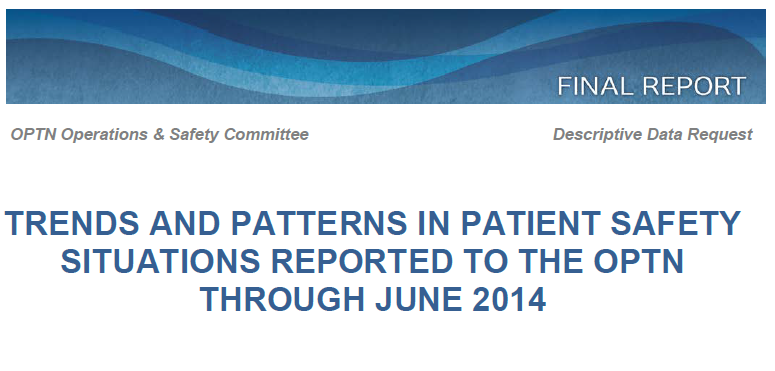 FINAL REPORT
OPTN Operations & Safety Committee
Descriptive Data Request
TRENDS AND PATTERNS IN PATIENT SAFETY
SITUATIONS REPORTED TO THE OPTN
THROUGH JUNE 2014